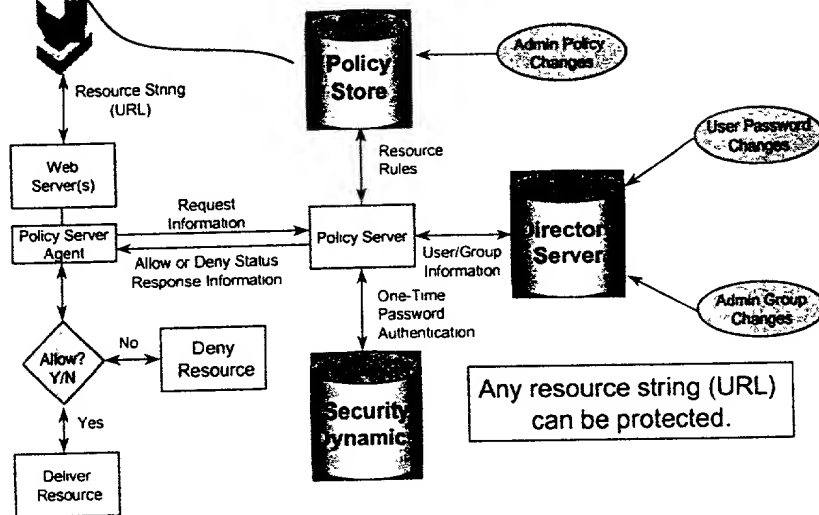 Policy
Store
Admin Policy
Changes
Resource String
(URL)
User Password
Changes
Web
Server(s)
Resource
Rules
Request
Information
Policy Server
Agent
Policy Server
Director
Server
Allow or Deny Status
Response Information
User/Group
Information
One-Time
Password
Authentication
Admin Group
Changes
Allow?
Y/N
No
Deny
Resource
Security
Dynamic
Any resource string (URL)
can be protected.
Yes
Deliver
Resource